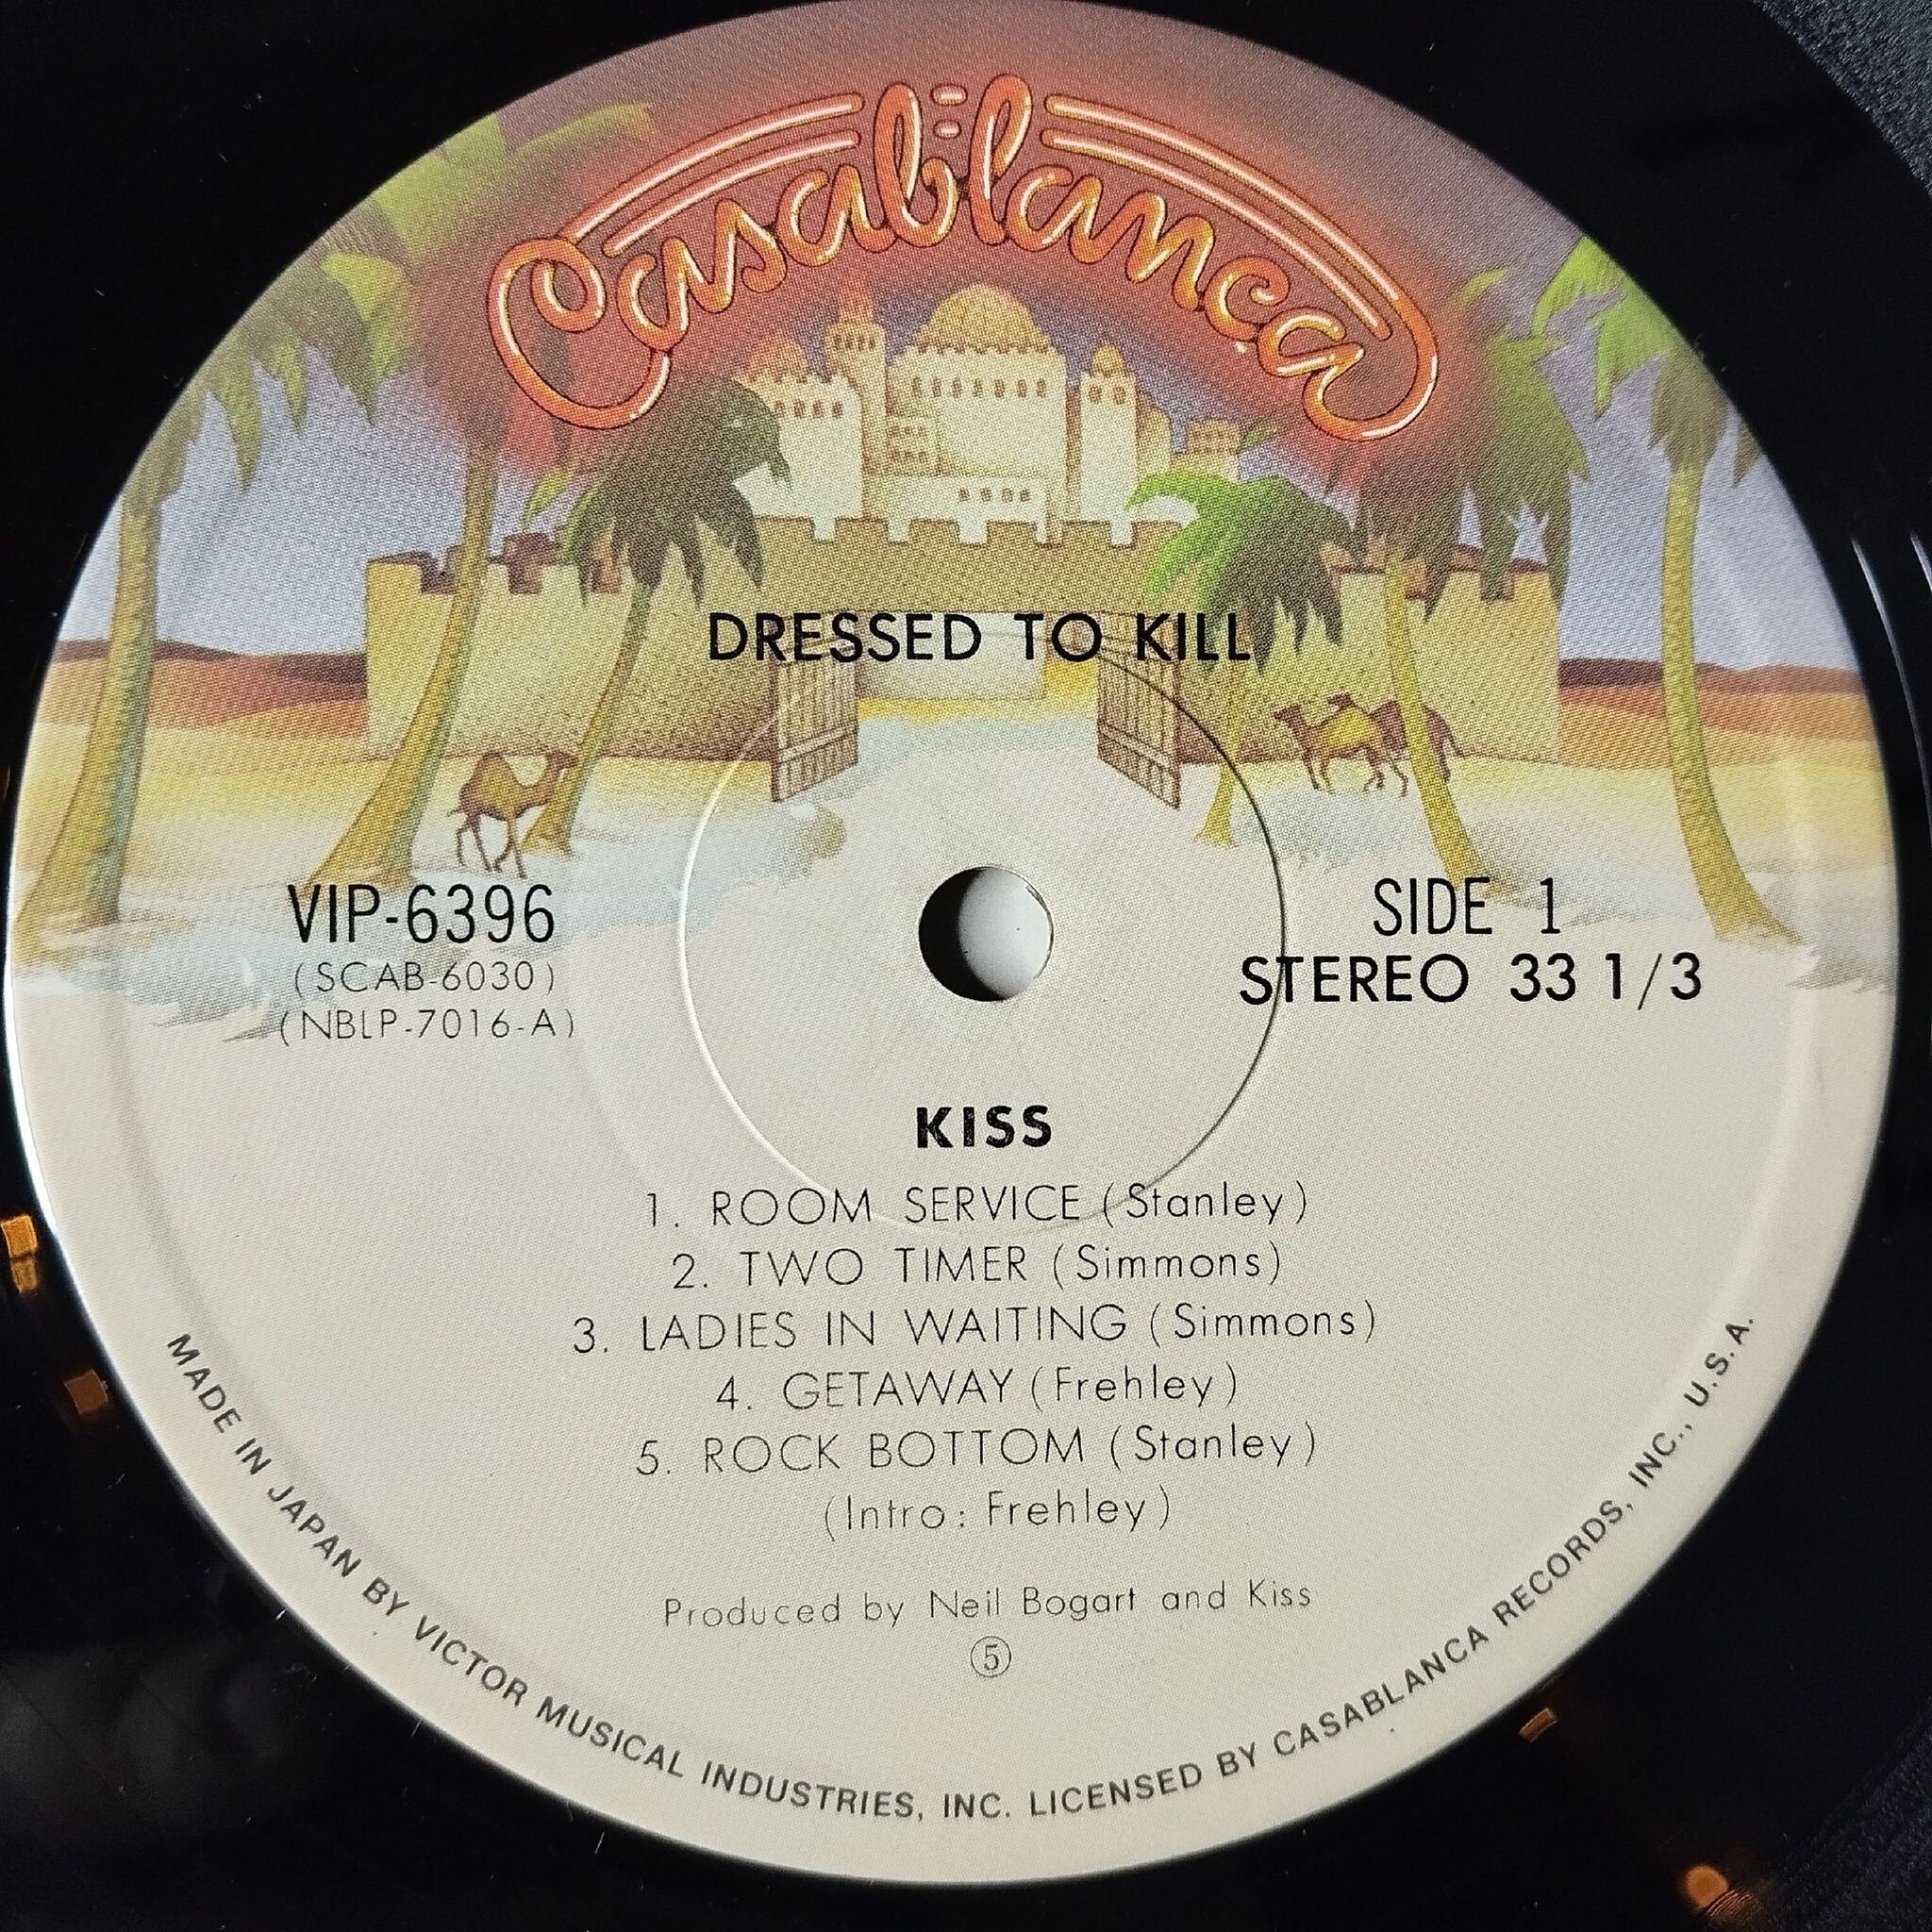 Casablanca
DRESSED TO KILL
VIP-6396
(SCAB-6030)
(NBLP-7016-A)
SIDE 1
STEREO 33 1/3
KISS
1. ROOM SERVICE (Stanley)
2. TWO TIMER (Simmons)
3. LADIES IN WAITING (Simmons)
4. GETAWAY (Frehley)
5. ROCK BOTTOM (Stanley)
(Intro: Frehley)
Produced by Neil Bogart and Kiss
⑤
MADE IN JAPAN BY VICTOR MUSICAL INDUSTRIES, INC. LICENSED BY CASABLANCA RECORDS, INC., U.S.A.